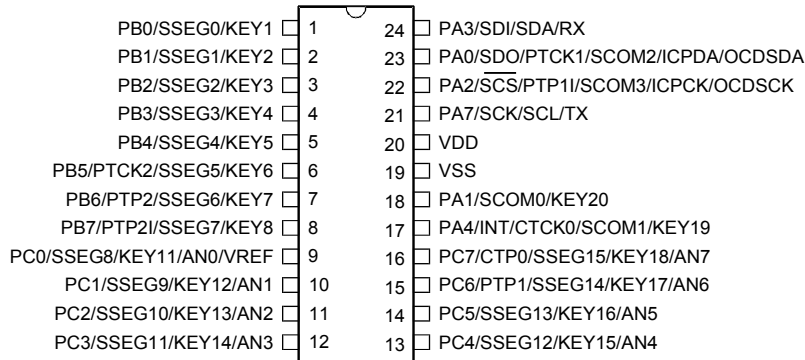 PB0/SSEG0/KEY1 1 24 PA3/SDI/SDA/RX
PB1/SSEG1/KEY2 2 23 PA0/SDO/PTCK1/SCOM2/ICPDA/OCDSDA
PB2/SSEG2/KEY3 3 22 PA2/SCS/PTP1I/SCOM3/ICPCK/OCDSCK
PB3/SSEG3/KEY4 4 21 PA7/SCK/SCL/TX
PB4/SSEG4/KEY5 5 20 VDD
PB5/PTCK2/SSEG5/KEY6 6 19 VSS
PB6/PTP2/SSEG6/KEY7 7 18 PA1/SCOM0/KEY20
PB7/PTP2I/SSEG7/KEY8 8 17 PA4/INT/CTCK0/SCOM1/KEY19
PC0/SSEG8/KEY11/AN0/VREF 9 16 PC7/CTP0/SSEG15/KEY18/AN7
PC1/SSEG9/KEY12/AN1 10 15 PC6/PTP1/SSEG14/KEY17/AN6
PC2/SSEG10/KEY13/AN2 11 14 PC5/SSEG13/KEY16/AN5
PC3/SSEG11/KEY14/AN3 12 13 PC4/SSEG12/KEY15/AN4